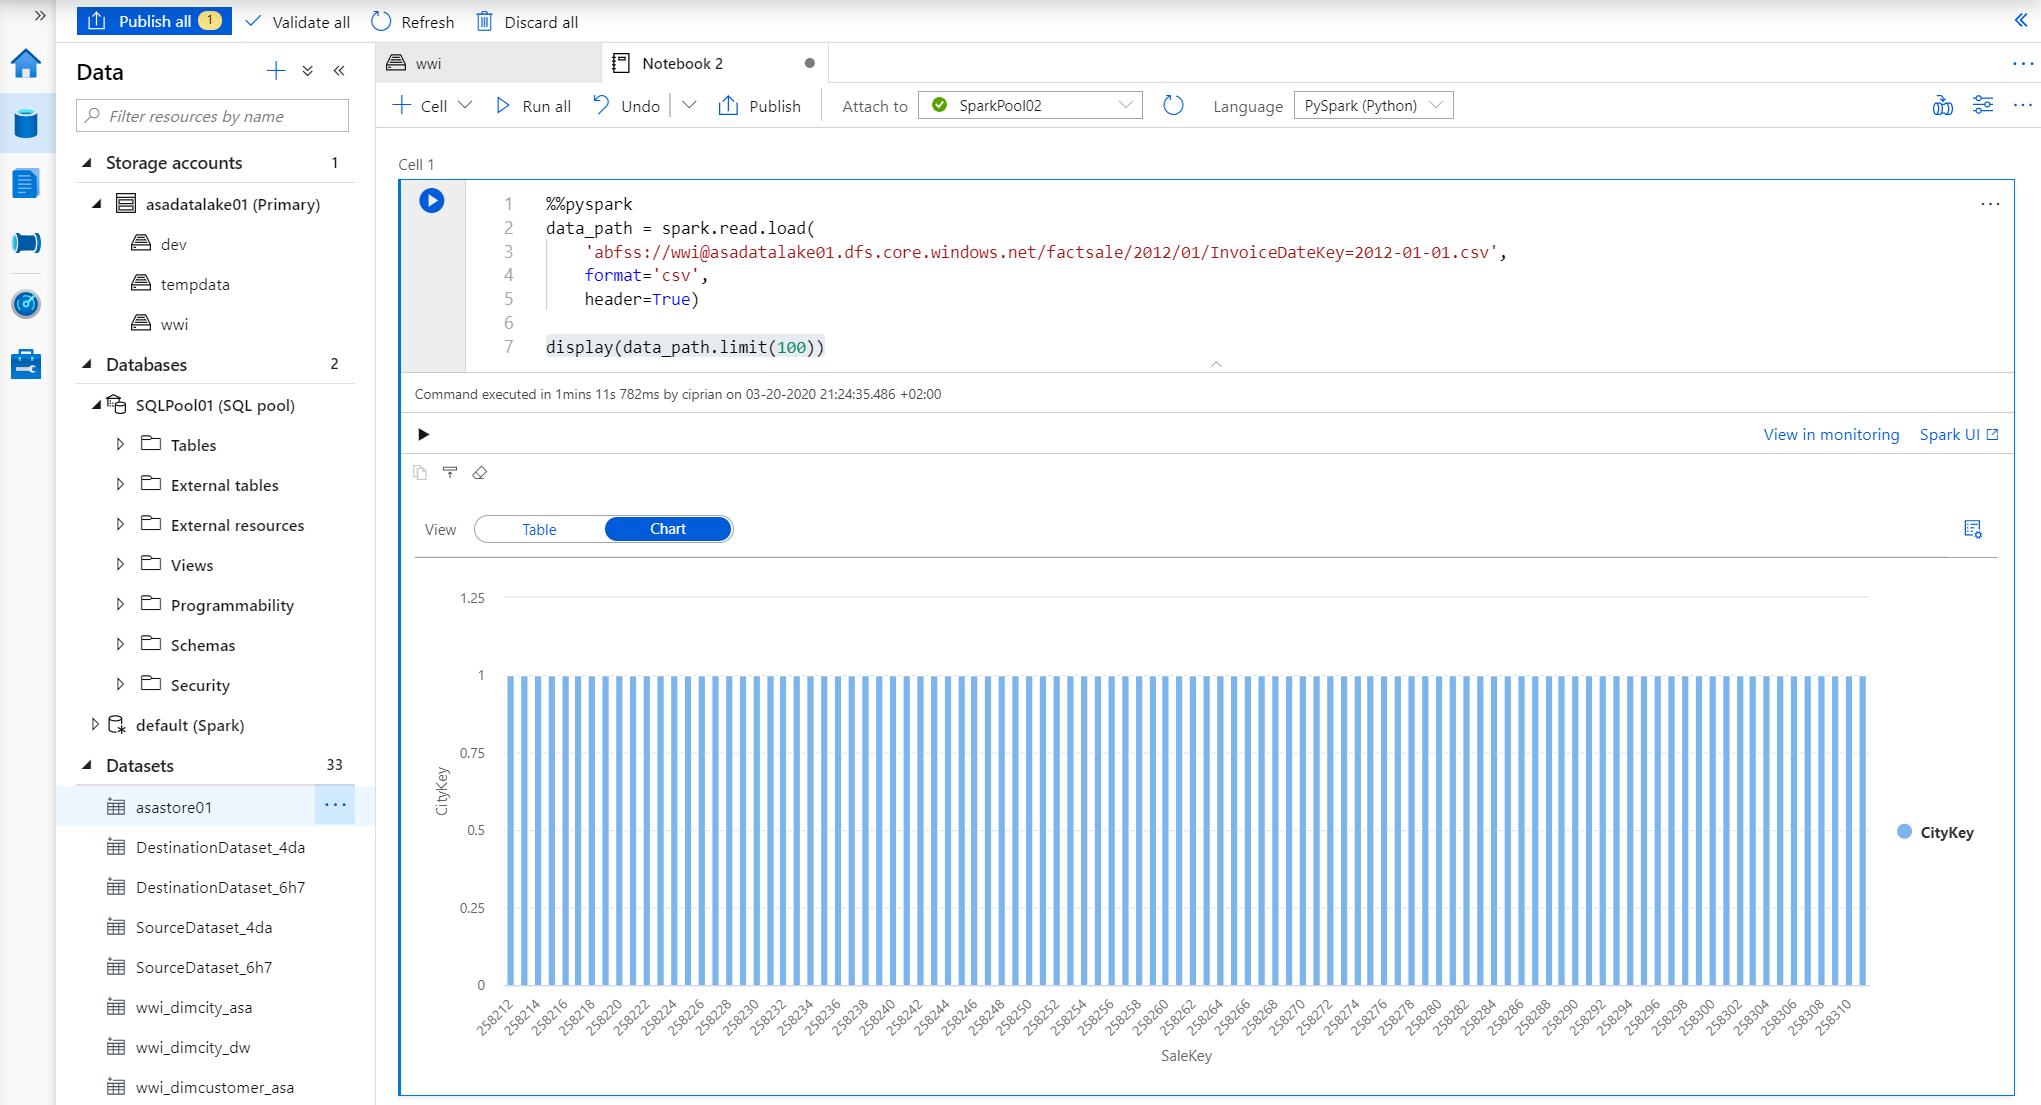 Publish all 1 Validate all Refresh Discard all
Data
Filter resources by name
Storage accounts 1
asadatalake01 (Primary)
dev
tempdata
wwi
Databases 2
SQLPool01 (SQL pool)
Tables
External tables
External resources
Views
Programmability
Schemas
Security
default (Spark)
Datasets 33
asastore01
DestinationDataset_4da
DestinationDataset_6h7
SourceDataset_4da
SourceDataset_6h7
wwi_dimcity_asa
wwi_dimcity_dw
wwi_dimcustomer_asa
wwi Notebook 2
Cell Run all Undo Publish Attach to SparkPool02 Language PySpark (Python)
Cell 1
1 %%pyspark
2 data_path = spark.read.load(
3 'abfss://wwi@asadatalake01.dfs.core.windows.net/factsale/2012/01/InvoiceDateKey=2012-01-01.csv',
4 format='csv',
5 header=True)
6
7 display(data_path.limit(100))
Command executed in 1mins 11s 782ms by ciprian on 03-20-2020 21:24:35.486 +02:00
View in monitoring Spark UI
View Table Chart
1.25
1
0.75
0.5
0.25
0
CityKey
258212 258214 258216 258218 258220 258222 258224 258226 258228 258230 258232 258234 258236 258238 258240 258242 258244 258246 258248 258250 258252 258254 258256 258258 258260 258262 258264 258266 258268 258270 258272 258274 258276 258278 258280 258282 258284 258286 258288 258290 258292 258294 258296 258298 258300 258302 258304 258306 258308 258310
SaleKey
CityKey